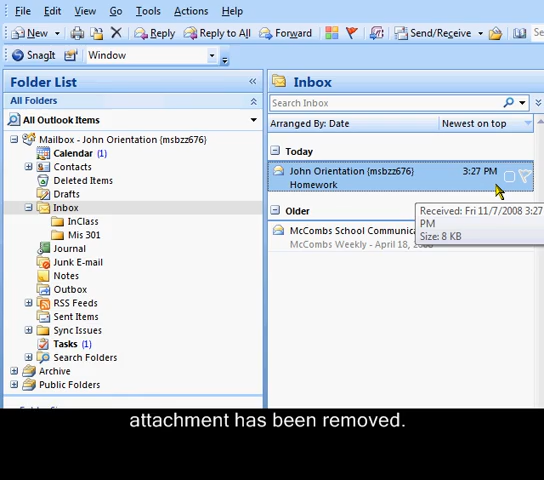 File Edit View Go Tools Actions Help
New Reply Reply to All Forward Send/Receive
SnagIt Window
Folder List «
All Folders
All Outlook Items
Mailbox - John Orientation (msbzz676)
Calendar (1)
Contacts
Deleted Items
Drafts
Inbox
InClass
Mis 301
Journal
Junk E-mail
Notes
Outbox
RSS Feeds
Sent Items
Sync Issues
Tasks (1)
Search Folders
Archive
Public Folders
Inbox
Search Inbox
Arranged By: Date Newest on top
Today
John Orientation (msbzz676) 3:27 PM
Homework
Older
McCombs School Communica
McCombs Weekly - April 18,
Received: Fri 11/7/2008 3:27
PM
Size: 8 KB
attachment has been removed.